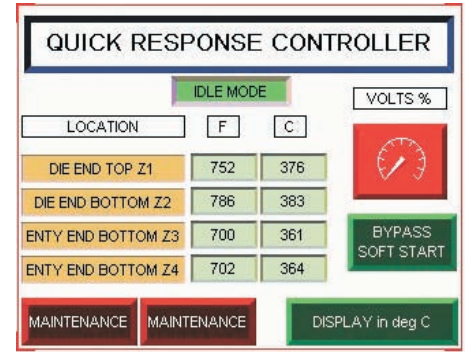 QUICK RESPONSE CONTROLLER
IDLE MODE
VOLTS %
LOCATION F C
DIE END TOP Z1 752 376
DIE END BOTTOM Z2 786 383
ENTY END BOTTOM Z3 700 361
ENTY END BOTTOM Z4 702 364
BYPASS
SOFT START
MAINTENANCE MAINTENANCE DISPLAY in deg C